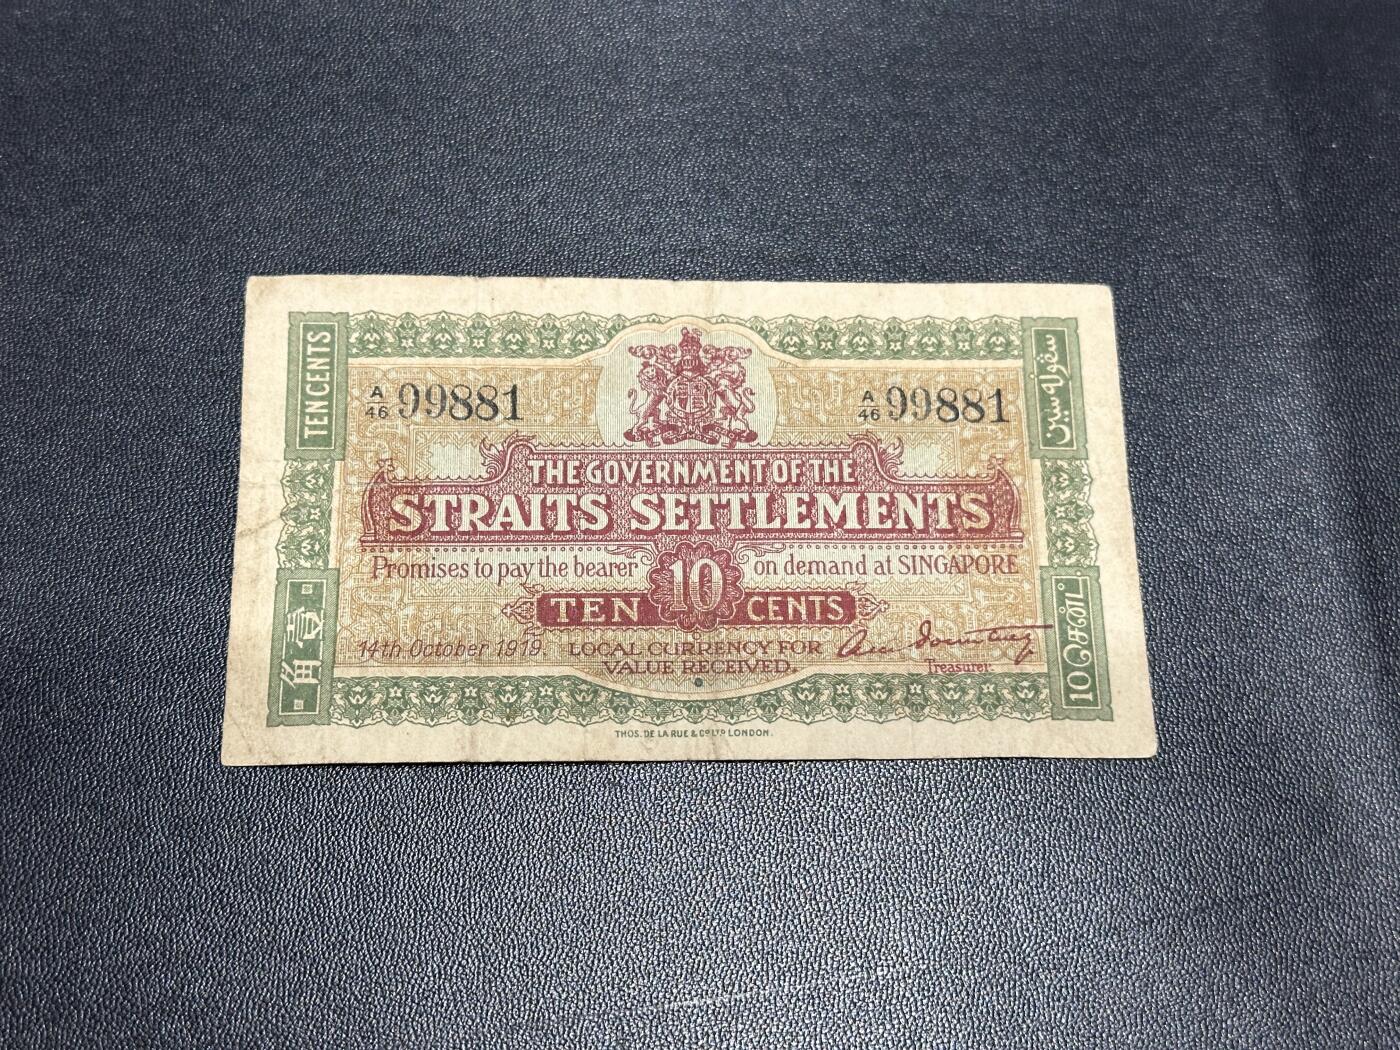 TEN CENTS
سڤوله سين
A/46 99881
A/46 99881
THE GOVERNMENT OF THE
STRAITS SETTLEMENTS
Promises to pay the bearer on demand at SINGAPORE
TEN 10 CENTS
14th October 1919. LOCAL CURRENCY FOR
VALUE RECEIVED.
Treasurer.
壹角
10 சென்
THOS. DE LA RUE & Cº LTD LONDON.